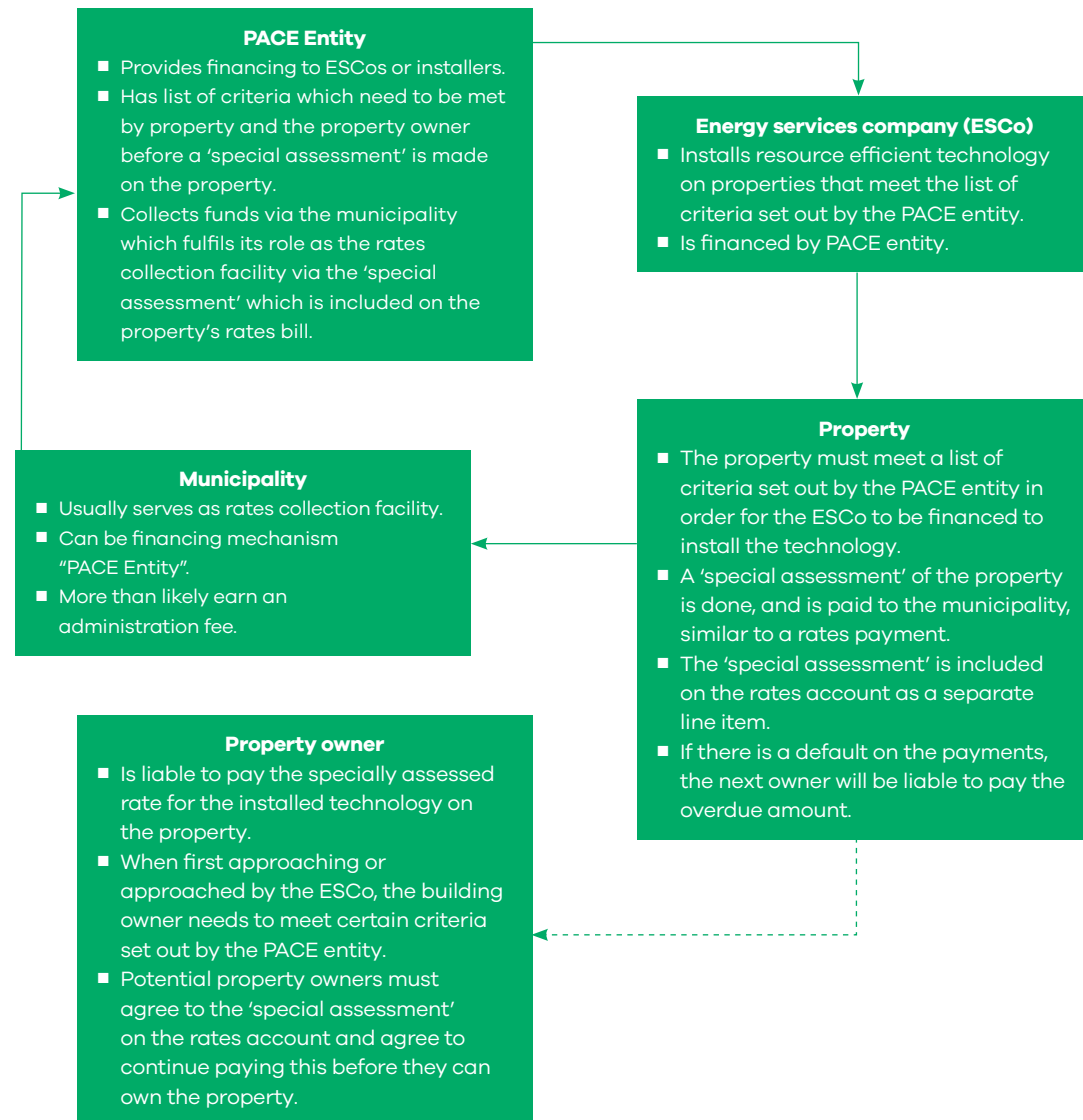 PACE Entity
■ Provides financing to ESCos or installers.
■ Has list of criteria which need to be met
by property and the property owner
before a ‘special assessment’ is made
on the property.
■ Collects funds via the municipality
which fulfils its role as the rates
collection facility via the ‘special
assessment’ which is included on the
property’s rates bill.
Energy services company (ESCo)
■ Installs resource efficient technology
on properties that meet the list of
criteria set out by the PACE entity.
■ Is financed by PACE entity.
Property
■ The property must meet a list of
criteria set out by the PACE entity in
order for the ESCo to be financed to
install the technology.
■ A ‘special assessment’ of the property
is done, and is paid to the municipality,
similar to a rates payment.
■ The ‘special assessment’ is included
on the rates account as a separate
line item.
■ If there is a default on the payments,
the next owner will be liable to pay the
overdue amount.
Municipality
■ Usually serves as rates collection facility.
■ Can be financing mechanism
“PACE Entity”.
■ More than likely earn an
administration fee.
Property owner
■ Is liable to pay the specially assessed
rate for the installed technology on
the property.
■ When first approaching or
approached by the ESCo, the building
owner needs to meet certain criteria
set out by the PACE entity.
■ Potential property owners must
agree to the ‘special assessment’
on the rates account and agree to
continue paying this before they can
own the property.